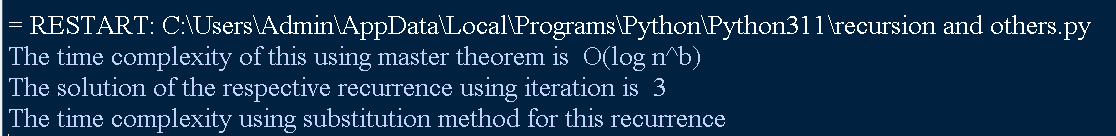 = RESTART: C:\Users\Admin\AppData\Local\Programs\Python\Python311\recursion and others.py
The time complexity of this using master theorem is  O(log n^b)
The solution of the respective recurrence using iteration is  3
The time complexity using substitution method for this recurrence